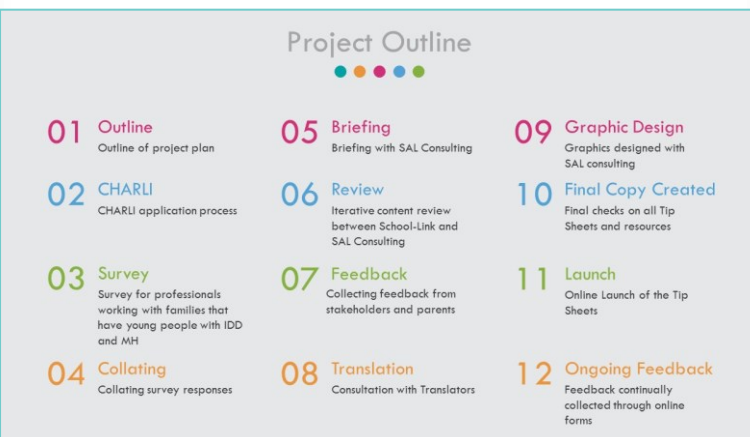 Project Outline
01 Outline
Outline of project plan
02 CHARLI
CHARLI application process
03 Survey
Survey for professionals
working with families that
have young people with IDD
and MH
04 Collating
Collating survey responses
05 Briefing
Briefing with SAL Consulting
06 Review
Iterative content review
between School-Link and
SAL Consulting
07 Feedback
Collecting feedback from
stakeholders and parents
08 Translation
Consultation with Translators
09 Graphic Design
Graphics designed with
SAL consulting
10 Final Copy Created
Final checks on all Tip
Sheets and resources
11 Launch
Online Launch of the Tip
Sheets
12 Ongoing Feedback
Feedback continually
collected through online
forms